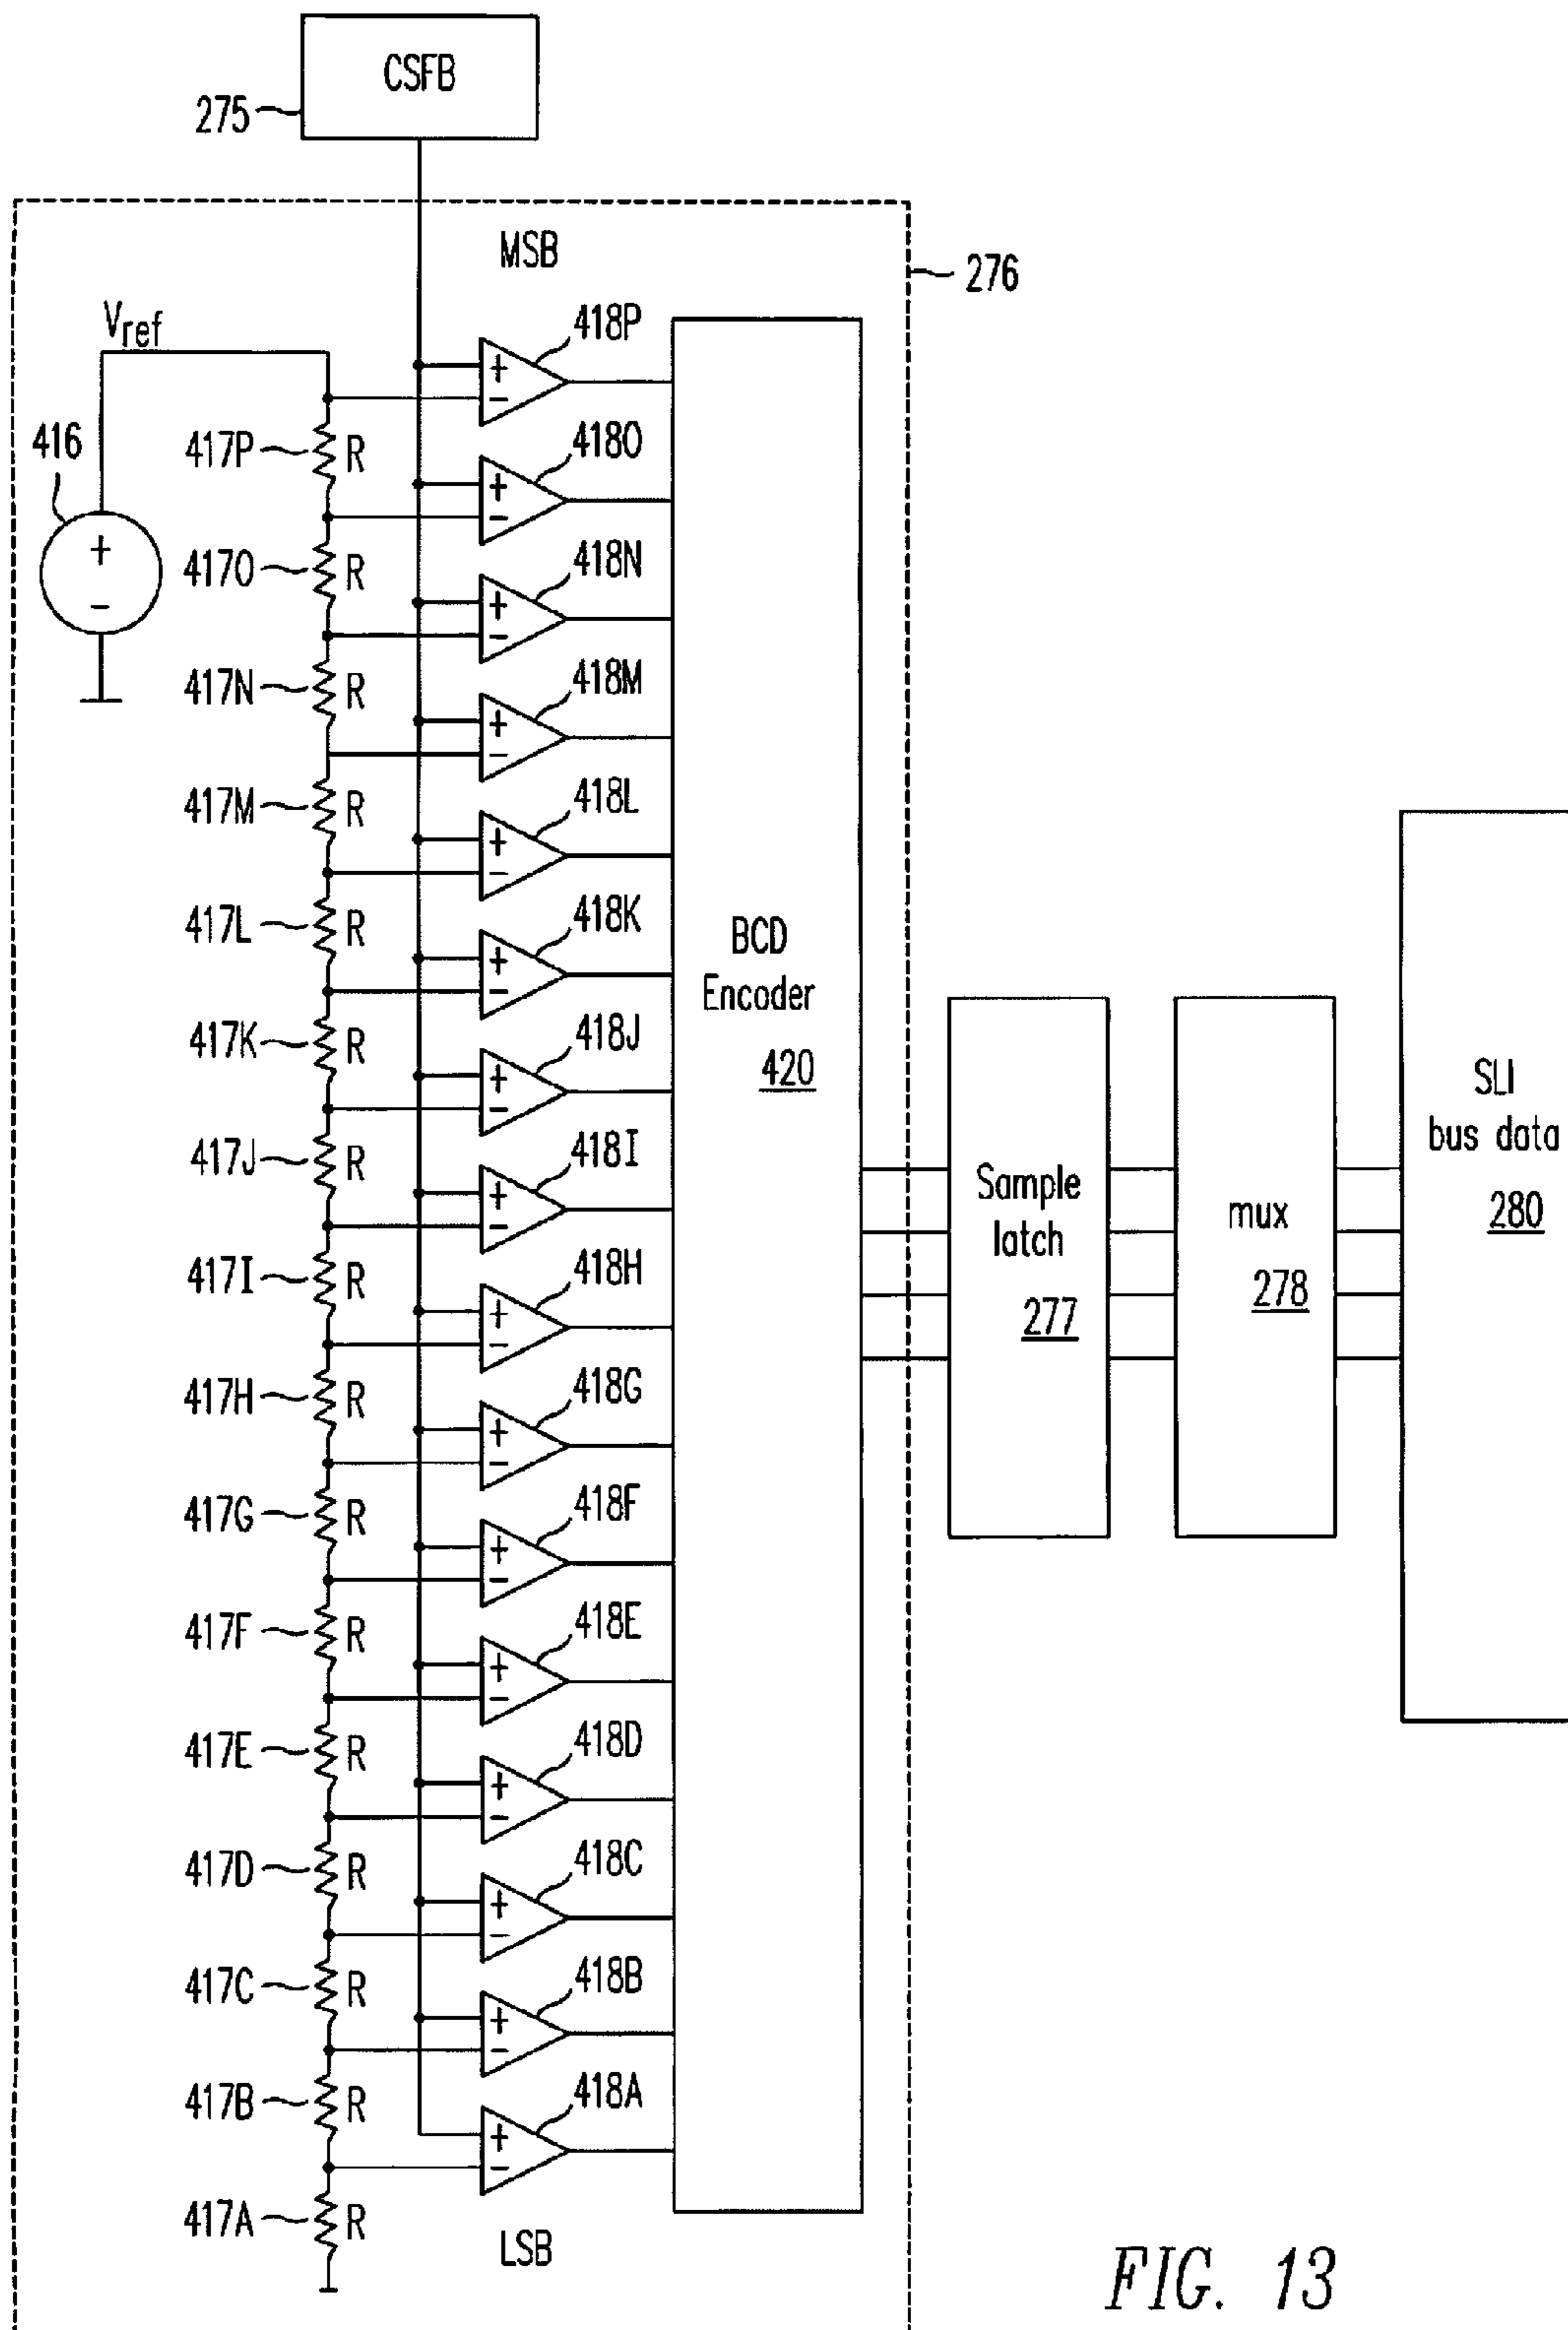 CSFB
275
MSB
276
Vref
418P
416
417P R
418O
417O R
418N
417N R
418M
417M R
418L
417L R
418K
BCD
Encoder
420
417K R
418J
417J R
418I
417I R
418H
417H R
418G
417G R
418F
417F R
418E
417E R
418D
417D R
418C
417C R
418B
417B R
418A
417A R
LSB
Sample
latch
277
mux
278
SLI
bus data
280
+
-
+
-
+
-
+
-
+
-
+
-
+
-
+
-
+
-
+
-
+
-
+
-
+
-
+
-
+
-
+
-
+
-
FIG. 13